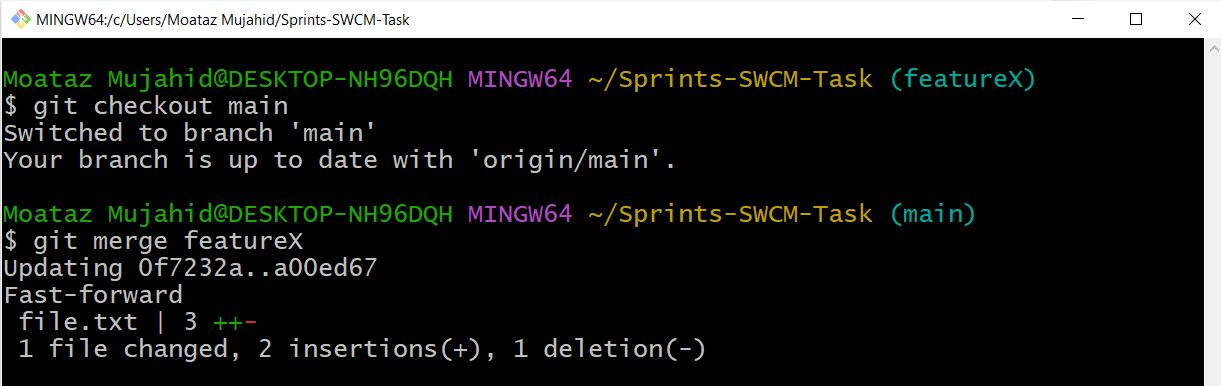 MINGW64:/c/Users/Moataz Mujahid/Sprints-SWCM-Task
Moataz Mujahid@DESKTOP-NH96DQH MINGW64 ~/Sprints-SWCM-Task (featureX)
$ git checkout main
Switched to branch 'main'
Your branch is up to date with 'origin/main'.
Moataz Mujahid@DESKTOP-NH96DQH MINGW64 ~/Sprints-SWCM-Task (main)
$ git merge featureX
Updating 0f7232a..a00ed67
Fast-forward
 file.txt | 3 ++-
 1 file changed, 2 insertions(+), 1 deletion(-)